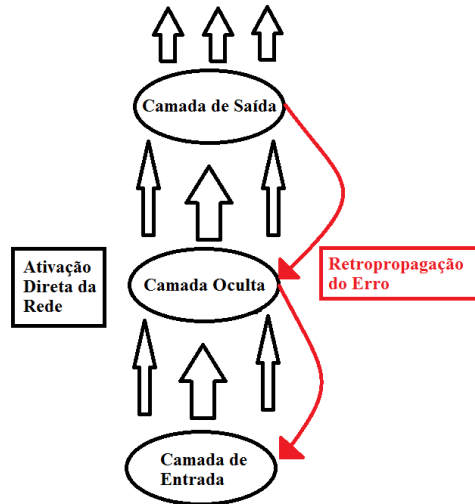 Camada de Saída
Ativação
Direta da
Rede
Camada Oculta
Retropropagação
do Erro
Camada de
Entrada